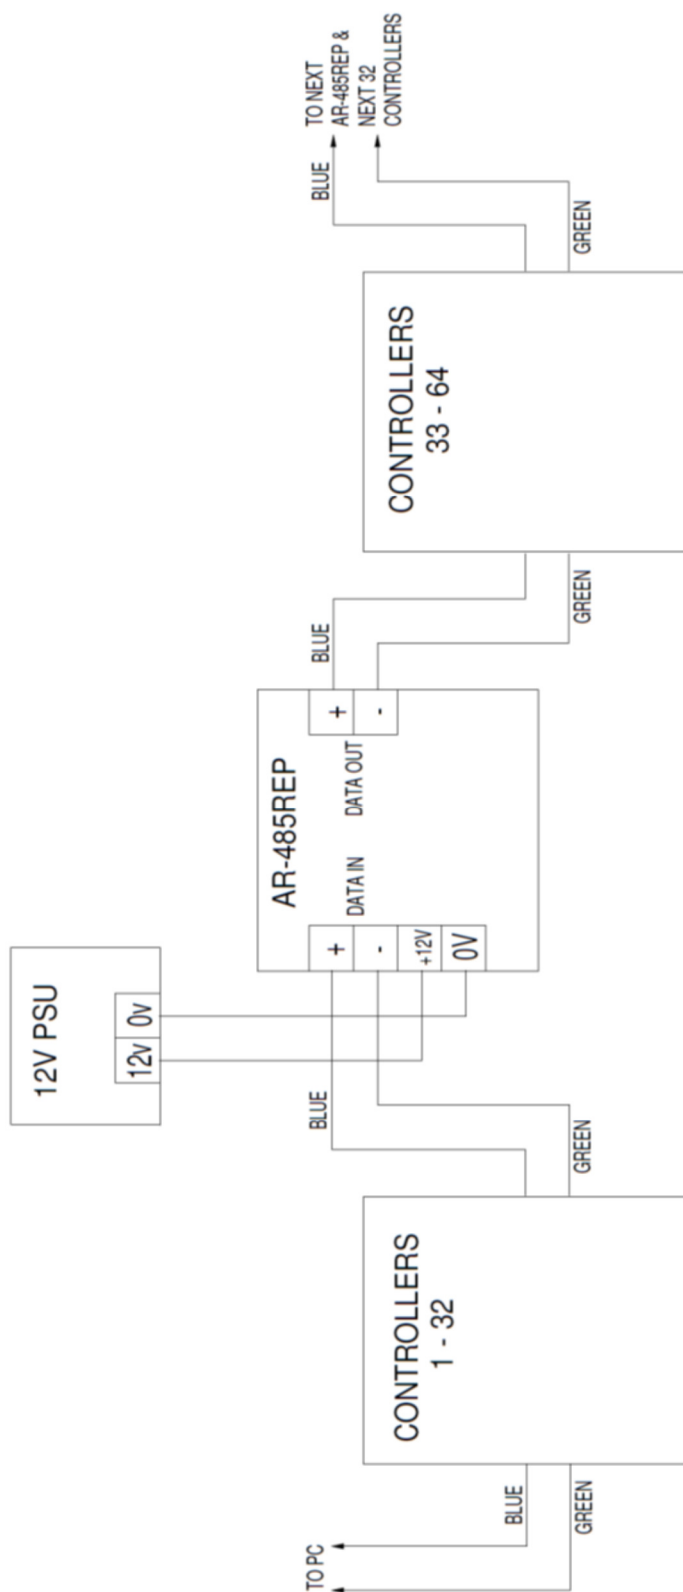 12V PSU
12v
0v
TO PC
BLUE
GREEN
CONTROLLERS
1 - 32
BLUE
GREEN
AR-485REP
+
-
+12V
0V
DATA IN
DATA OUT
+
-
BLUE
GREEN
CONTROLLERS
33 - 64
BLUE
GREEN
TO NEXT
AR-485REP &
NEXT 32
CONTROLLERS